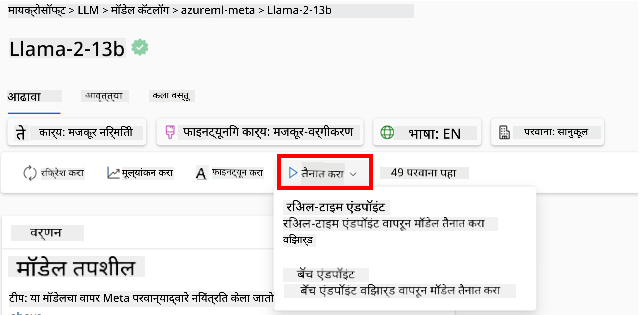 मायक्रोसॉफ्ट > LLM > मॉडेल कॅटलॉग > azureml-meta > Llama-2-13b
Llama-2-13b
आढावा आवृत्त्या कला वस्तू
ते कार्य: मजकूर निर्मिती फाइनट्यूनिंग कार्य: मजकूर-वर्गीकरण भाषा: EN परवाना: सानुकूल
रिफ्रेश करा मूल्यांकन करा फाइनट्यून करा तैनात करा 49 परवाना पहा
रिअल-टाइम एंडपॉइंट
रिअल-टाइम एंडपॉइंट वापरून मॉडेल तैनात करा
विझार्ड
वर्णन
मॉडेल तपशील
बॅच एंडपॉइंट
बॅच एंडपॉइंट विझार्ड वापरून मॉडेल तैनात करा
टीप: या मॉडेलचा वापर Meta परवान्याद्वारे नियंत्रित केला जातो